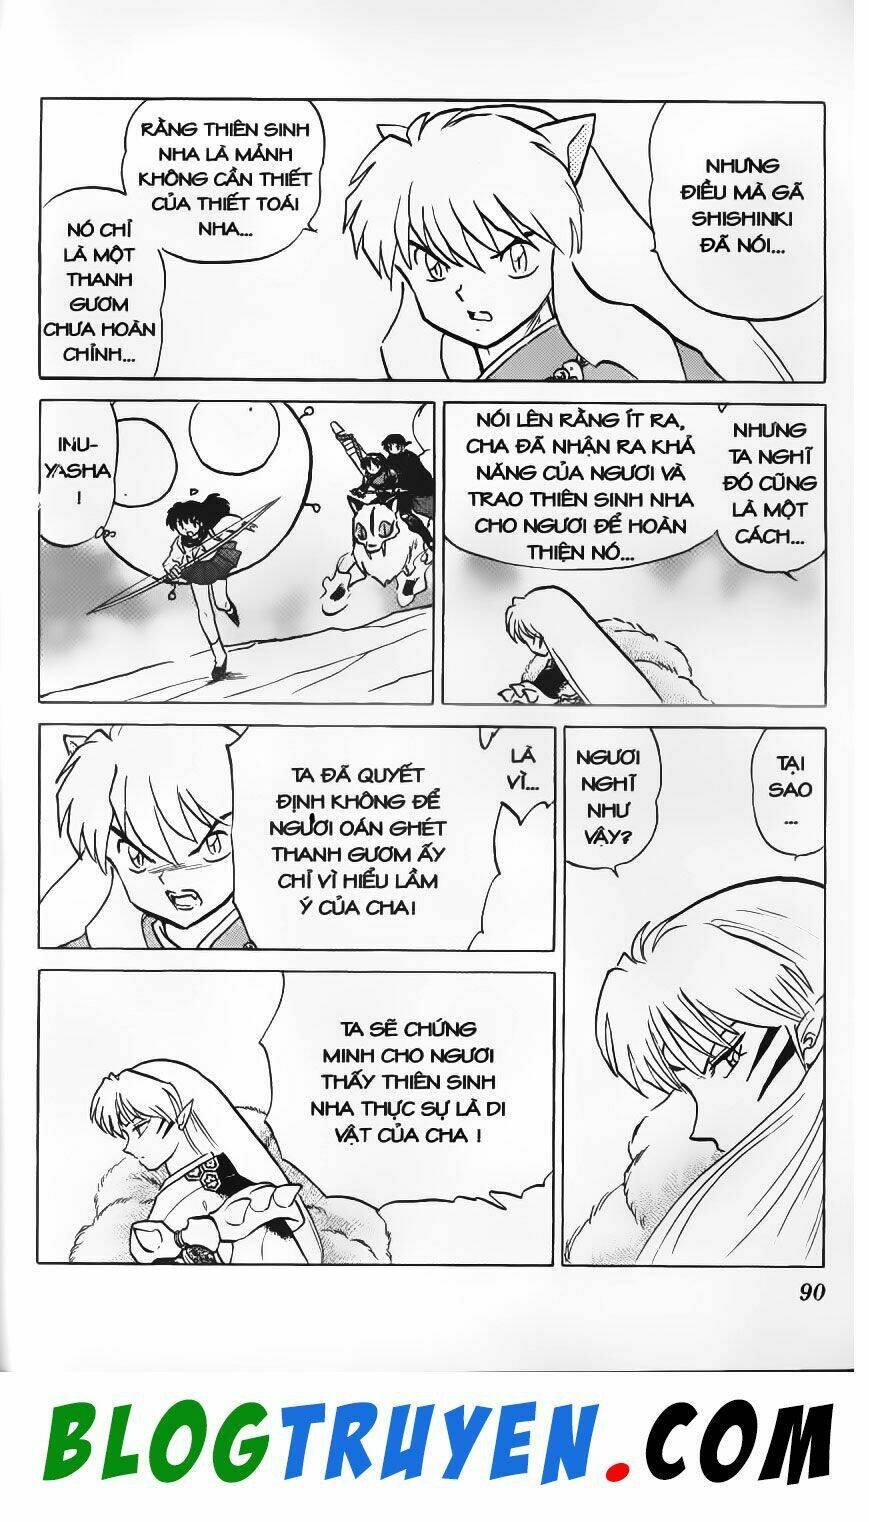 NHƯNG
ĐIỀU MÀ GÃ
SHISHINKI
ĐÃ NÓI...
RẰNG THIÊN SINH
NHA LÀ MẢNH
KHÔNG CẦN THIẾT
CỦA THIẾT TOÁI
NHA...
NÓ CHỈ
LÀ MỘT
THANH
GƯƠM
CHƯA HOÀN
CHỈNH...
NHƯNG
TA NGHĨ
ĐÓ CŨNG
LÀ MỘT
CÁCH...
NÓI LÊN RẰNG ÍT RA,
CHA ĐÃ NHẬN RA KHẢ
NĂNG CỦA NGƯƠI VÀ
TRAO THIÊN SINH NHA
CHO NGƯƠI ĐỂ HOÀN
THIỆN NÓ...
INU-
YASHA
!
TẠI
SAO
...
NGƯƠI
NGHĨ
NHƯ
VẬY?
LÀ
VÌ...
TA ĐÃ QUYẾT
ĐỊNH KHÔNG ĐỂ
NGƯƠI OÁN GHÉT
THANH GƯƠM ẤY
CHỈ VÌ HIỂU LẦM
Ý CỦA CHA!
TA SẼ CHỨNG
MINH CHO NGƯƠI
THẤY THIÊN SINH
NHA THỰC SỰ LÀ DI
VẬT CỦA CHA !
90
BLOGTRUYEN.COM